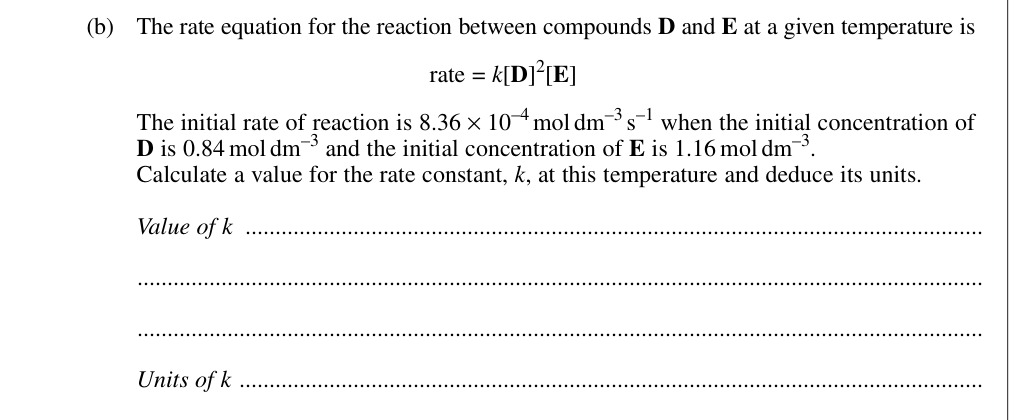 (b) The rate equation for the reaction between compounds D and E at a given temperature is
rate = k[D]²[E]
The initial rate of reaction is 8.36 × 10⁻⁴ mol dm⁻³ s⁻¹ when the initial concentration of
D is 0.84 mol dm⁻³ and the initial concentration of E is 1.16 mol dm⁻³.
Calculate a value for the rate constant, k, at this temperature and deduce its units.
Value of k ....................................................................................................
....................................................................................................
....................................................................................................
Units of k ....................................................................................................